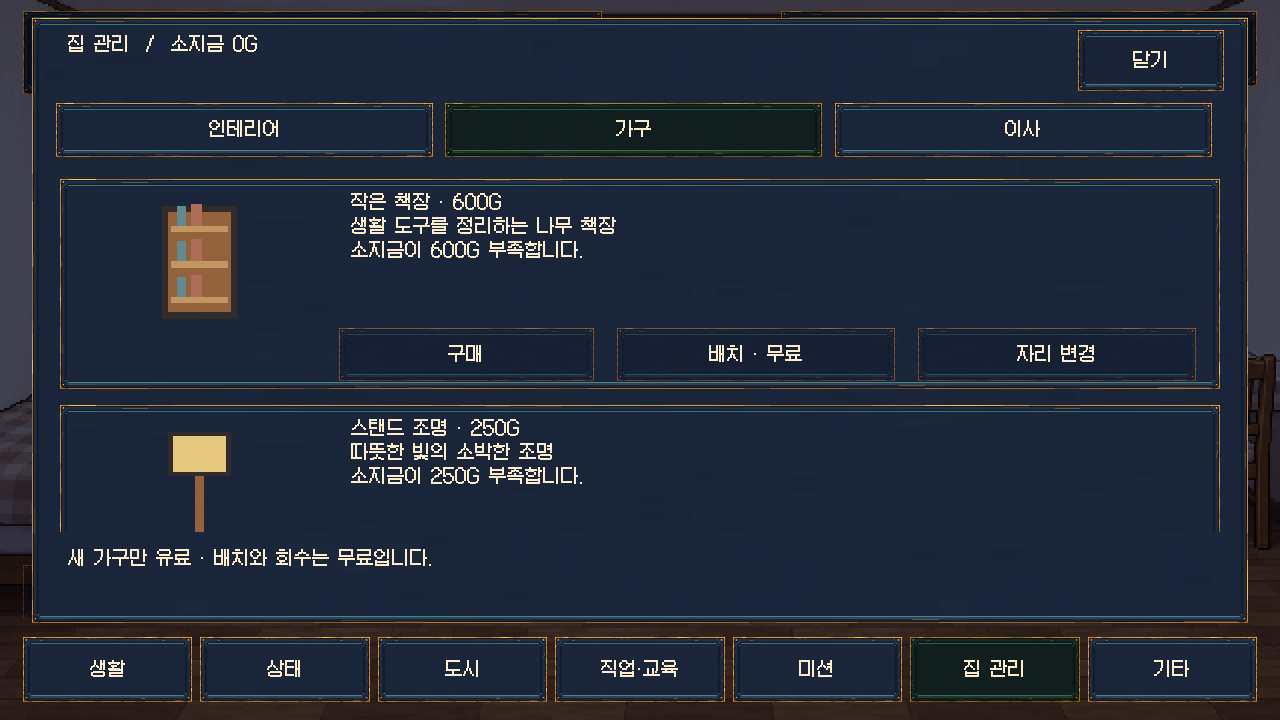 집 관리 / 소지금 0G
닫기
인테리어
가구
이사
작은 책장 · 600G
생활 도구를 정리하는 나무 책장
소지금이 600G 부족합니다.
구매
배치 · 무료
자리 변경
스탠드 조명 · 250G
따뜻한 빛의 소박한 조명
소지금이 250G 부족합니다.
새 가구만 유료 · 배치와 회수는 무료입니다.
생활
상태
도시
직업·교육
미션
집 관리
기타